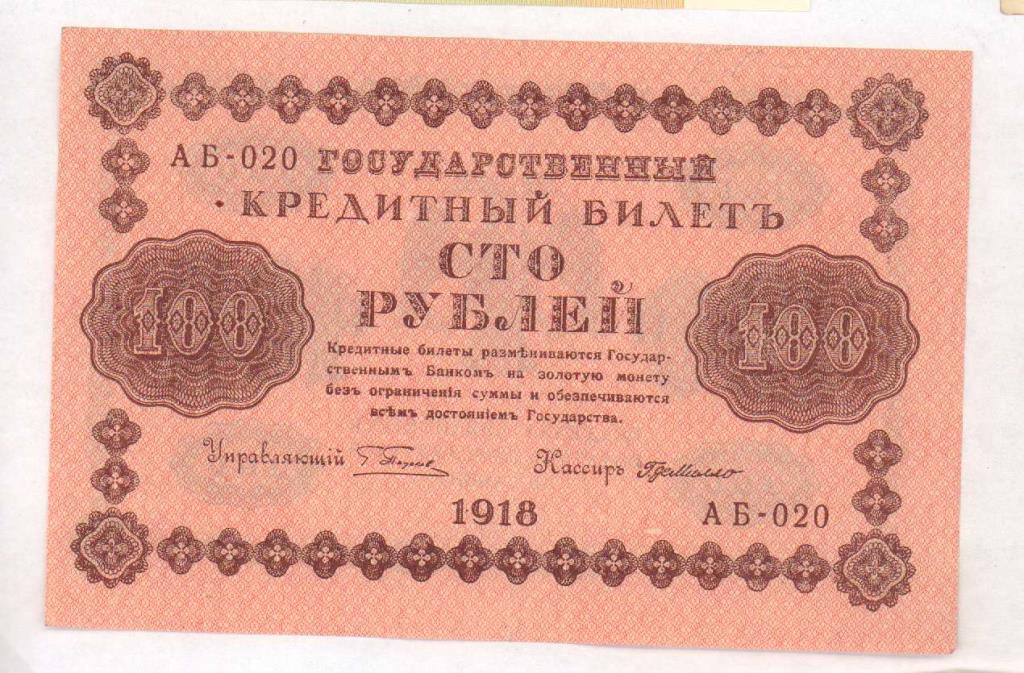 АБ-020 ГОСУДАРСТВЕННЫЙ
КРЕДИТНЫЙ БИЛЕТЪ
СТО
РУБЛЕЙ
100
100
Кредитные билеты размѣниваются Государ-
ственнымъ Банкомъ на золотую монету
безъ ограниченія суммы и обезпечиваются
всѣмъ достояніемъ Государства.
Управляющій
Кассиръ
1918
АБ-020